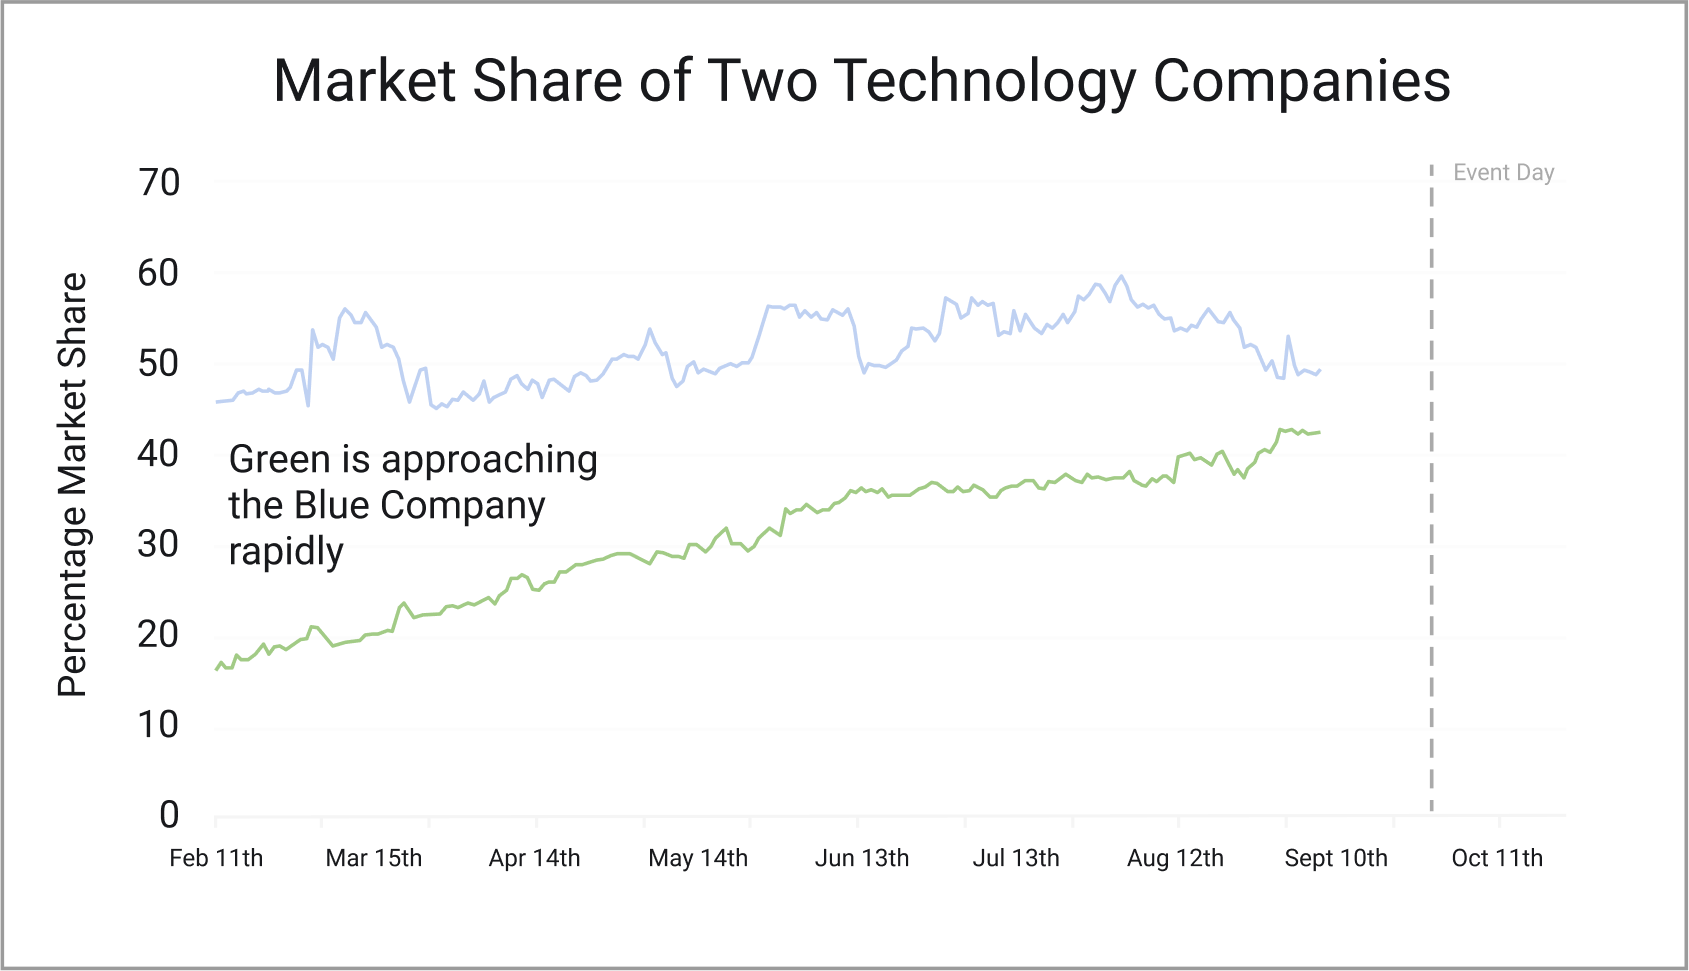 Market Share of Two Technology Companies
Event Day
Percentage Market Share
70
60
50
40
30
20
10
0
Green is approaching
the Blue Company
rapidly
Feb 11th Mar 15th Apr 14th May 14th Jun 13th Jul 13th Aug 12th Sept 10th Oct 11th